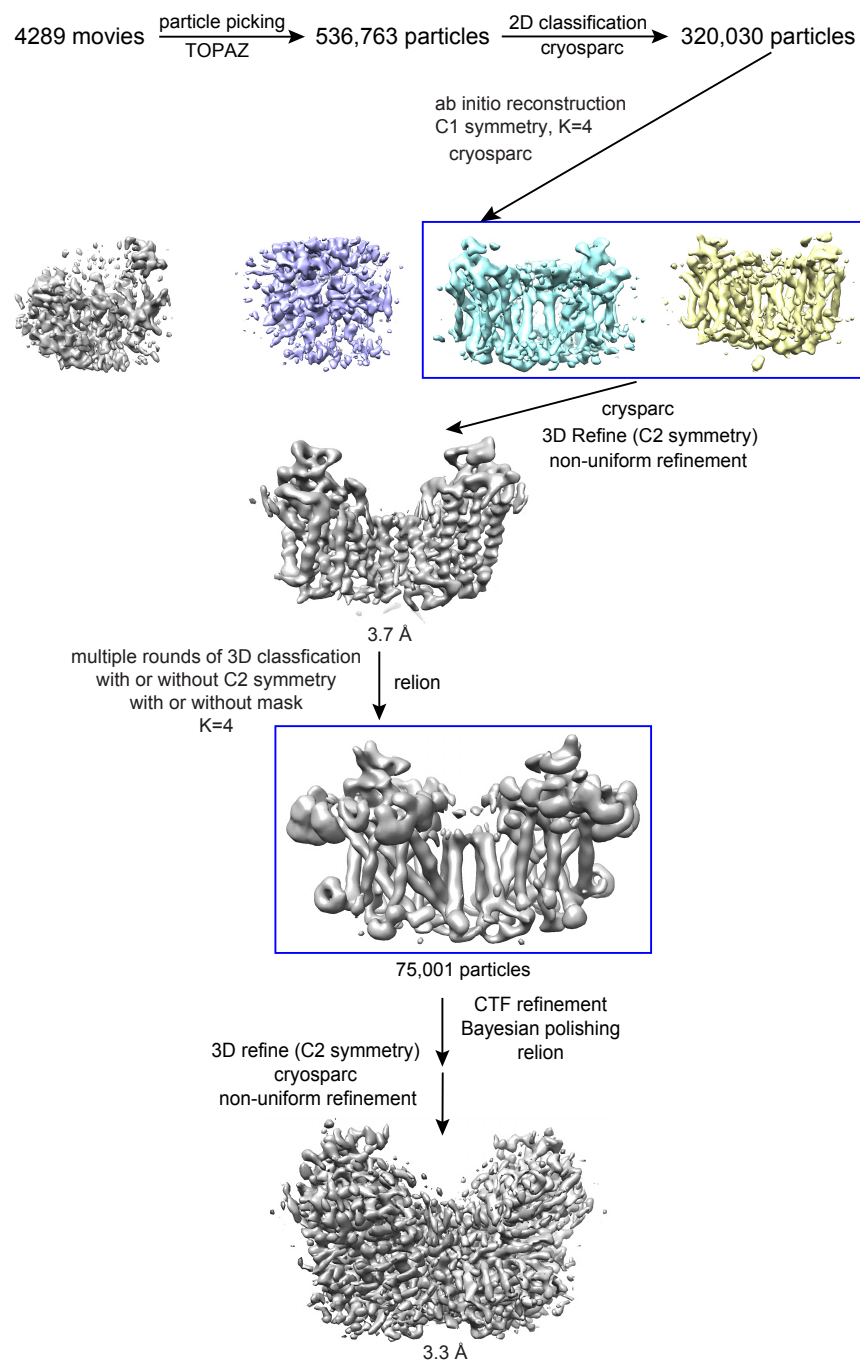 4289 movies
particle picking
TOPAZ
536,763 particles
2D classification
cryosparc
320,030 particles
ab initio reconstruction
C1 symmetry, K=4
cryosparc
crysparc
3D Refine (C2 symmetry)
non-uniform refinement
3.7 Å
multiple rounds of 3D classfication
with or without C2 symmetry
with or without mask
K=4
relion
75,001 particles
CTF refinement
Bayesian polishing
relion
3D refine (C2 symmetry)
cryosparc
non-uniform refinement
3.3 Å